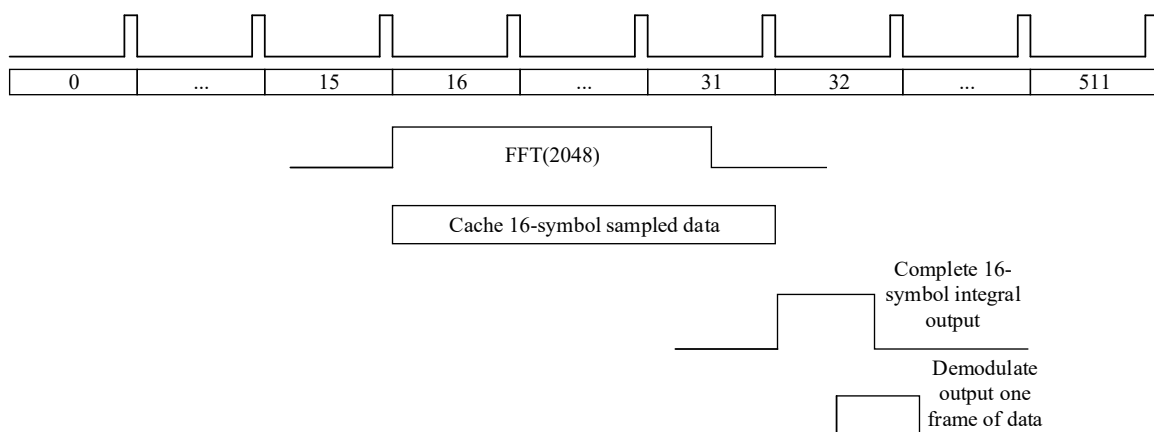 0 ... 15 16 ... 31 32 ... 511
FFT(2048)
Cache 16-symbol sampled data
Complete 16-
symbol integral
output
Demodulate
output one
frame of data